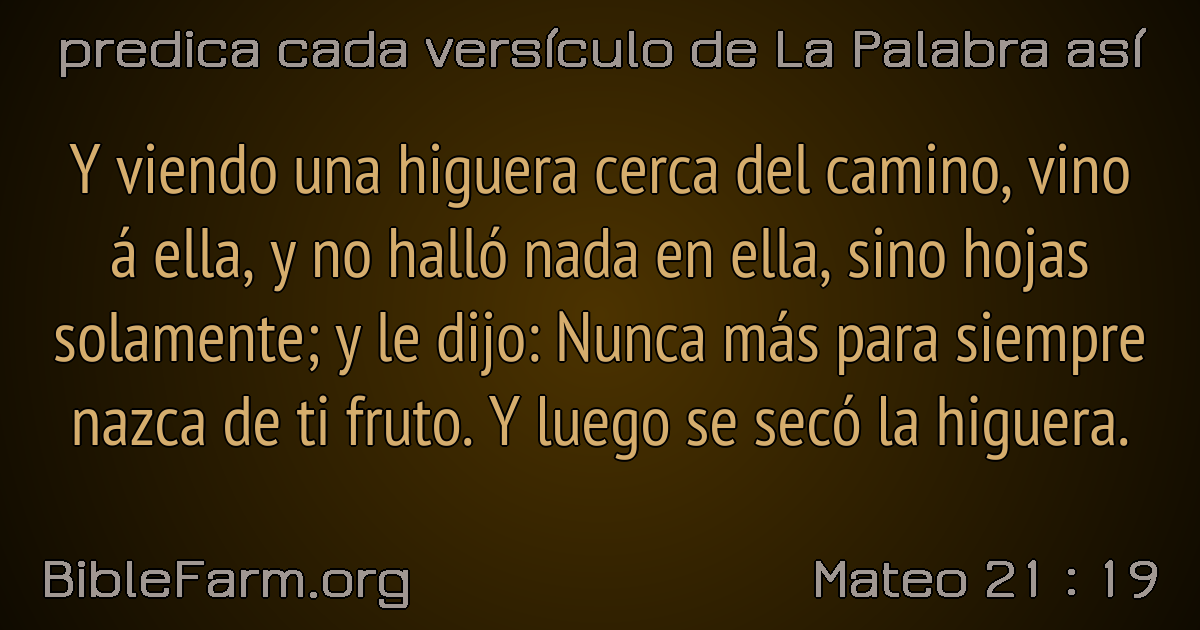 predica cada versículo de La Palabra así
Y viendo una higuera cerca del camino, vino
á ella, y no halló nada en ella, sino hojas
solamente; y le dijo: Nunca más para siempre
nazca de ti fruto. Y luego se secó la higuera.
BibleFarm.org
Mateo 21 : 19